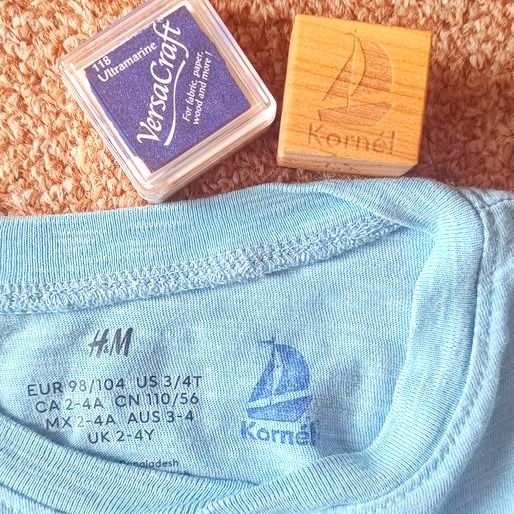 118
Ultramarine
VersaCraft
For fabric, paper,
wood and more!
Kornél
H&M
EUR 98/104 US 3/4T
CA 2-4A CN 110/56
MX 2-4A AUS 3-4
UK 2-4Y
Bangladesh
Kornél